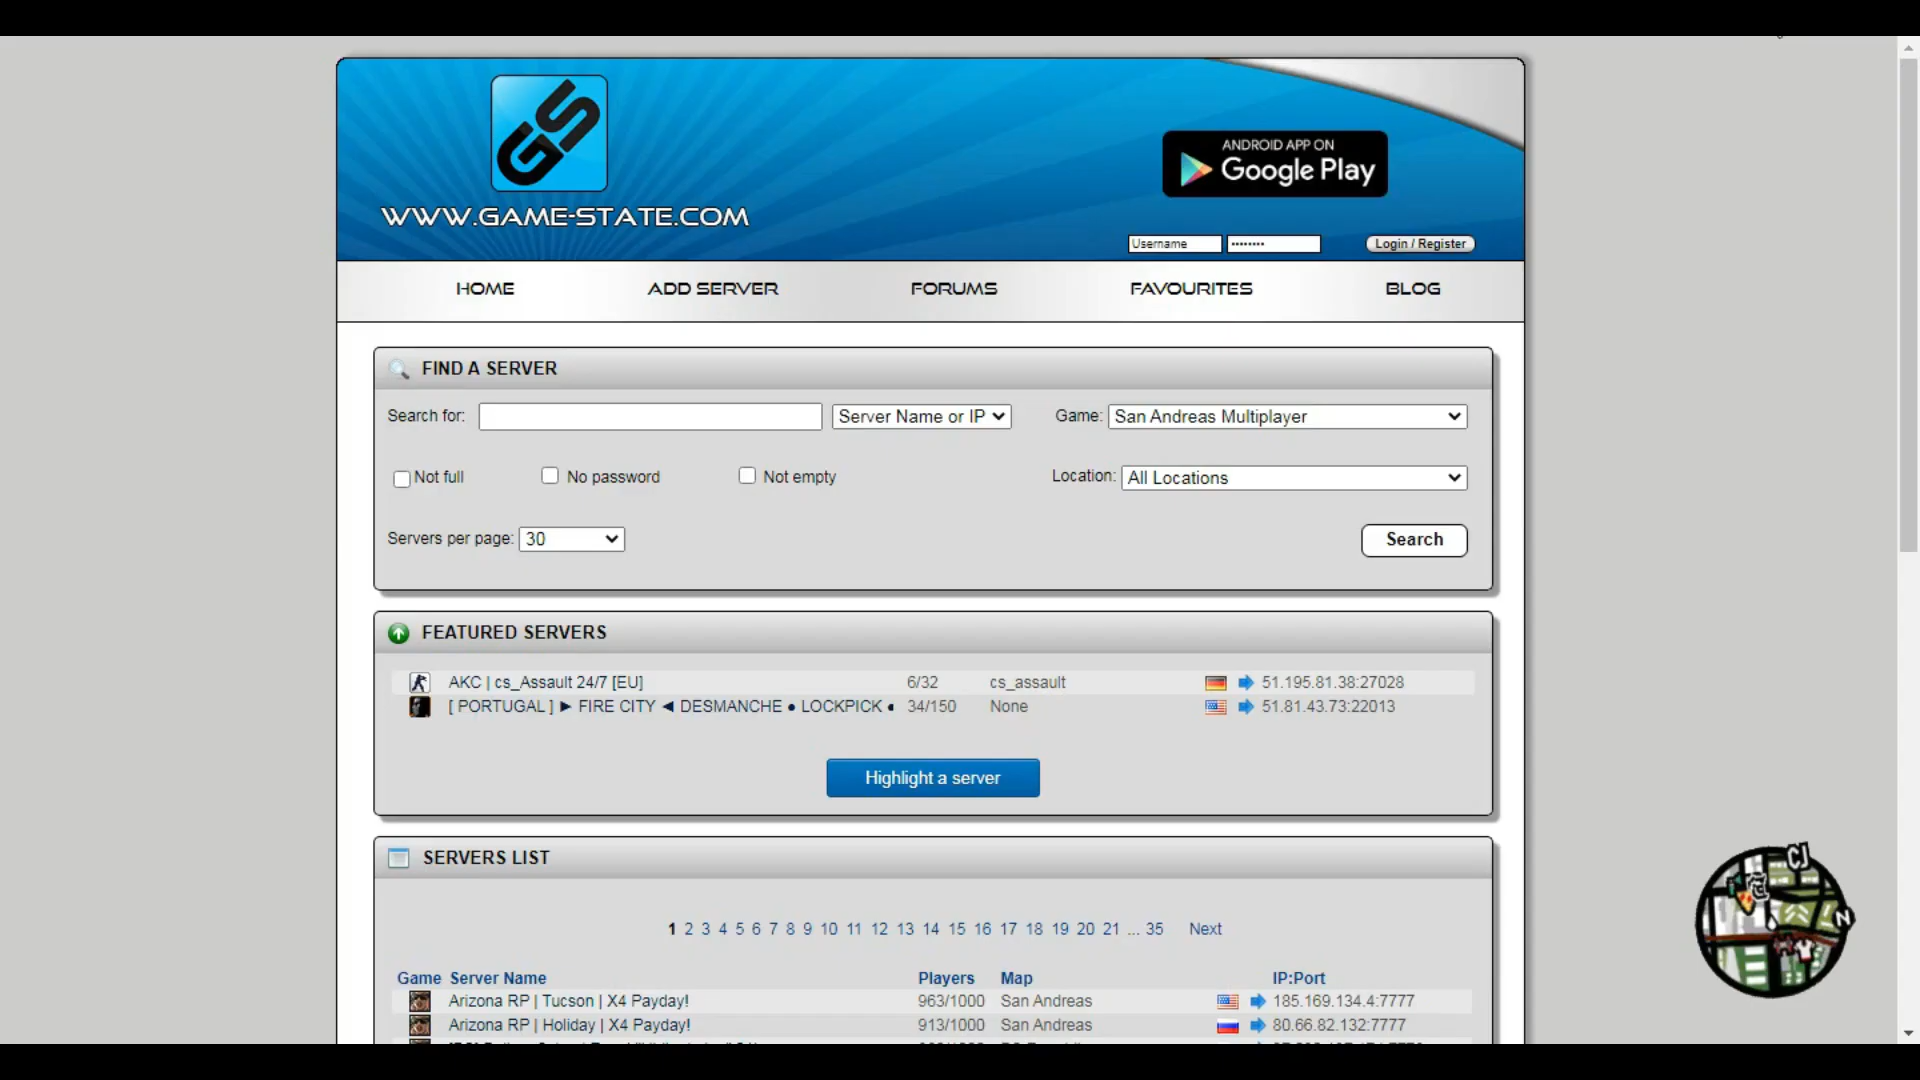 GS
WWW.GAME-STATE.COM
ANDROID APP ON
Google Play
Username ········ Login / Register
HOME ADD SERVER FORUMS FAVOURITES BLOG
FIND A SERVER
Search for: Server Name or IP Game: San Andreas Multiplayer
Not full No password Not empty Location: All Locations
Servers per page: 30 Search
FEATURED SERVERS
AKC | cs_Assault 24/7 [EU] 6/32 cs_assault 51.195.81.38:27028
[ PORTUGAL ] ► FIRE CITY ◄ DESMANCHE ● LOCKPICK ● 34/150 None 51.81.43.73:22013
Highlight a server
SERVERS LIST
1 2 3 4 5 6 7 8 9 10 11 12 13 14 15 16 17 18 19 20 21 ... 35 Next
Game Server Name Players Map IP:Port
Arizona RP | Tucson | X4 Payday! 963/1000 San Andreas 185.169.134.4:7777
Arizona RP | Holiday | X4 Payday! 913/1000 San Andreas 80.66.82.132:7777
CJ
N